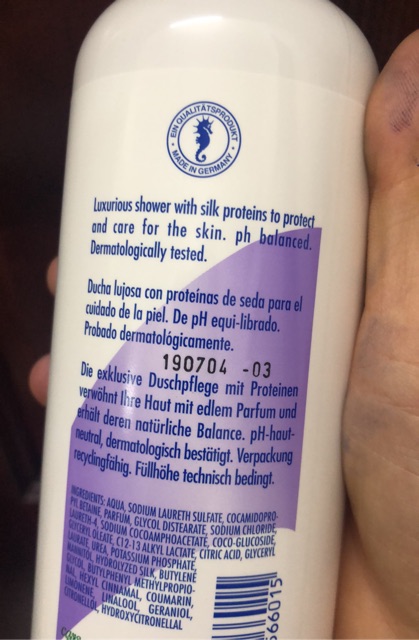 EIN QUALITÄTSPRODUKT
MADE IN GERMANY
Luxurious shower with silk proteins to protect
and care for the skin. ph balanced.
Dermatologically tested.
Ducha lujosa con proteínas de seda para el
cuidado de la piel. De pH equi-librado.
Probado dermatológicamente.
190704 -03
Die exklusive Duschpflege mit Proteinen
verwöhnt Ihre Haut mit edlem Parfum und
erhält deren natürliche Balance. pH-haut-
neutral, dermatologisch bestätigt. Verpackung
recyclingfähig. Füllhöhe technisch bedingt.
INGREDIENTS: AQUA, SODIUM LAURETH SULFATE, COCAMIDOPRO-
PYL BETAINE, PARFUM, GLYCOL DISTEARATE, SODIUM CHLORIDE,
LAURETH-4, SODIUM COCOAMPHOACETATE, COCO-GLUCOSIDE,
GLYCERYL OLEATE, C12-13 ALKYL LACTATE, CITRIC ACID, GLYCERYL
LAURATE, UREA, POTASSIUM PHOSPHATE,
MANNITOL, HYDROLYZED SILK, BUTYLENE
GLYCOL, BUTYLPHENYL METHYLPROPIO-
NAL, HEXYL CINNAMAL, COUMARIN,
LIMONENE, LINALOOL, GERANIOL,
CITRONELLOL, HYDROXYCITRONELLAL
66015